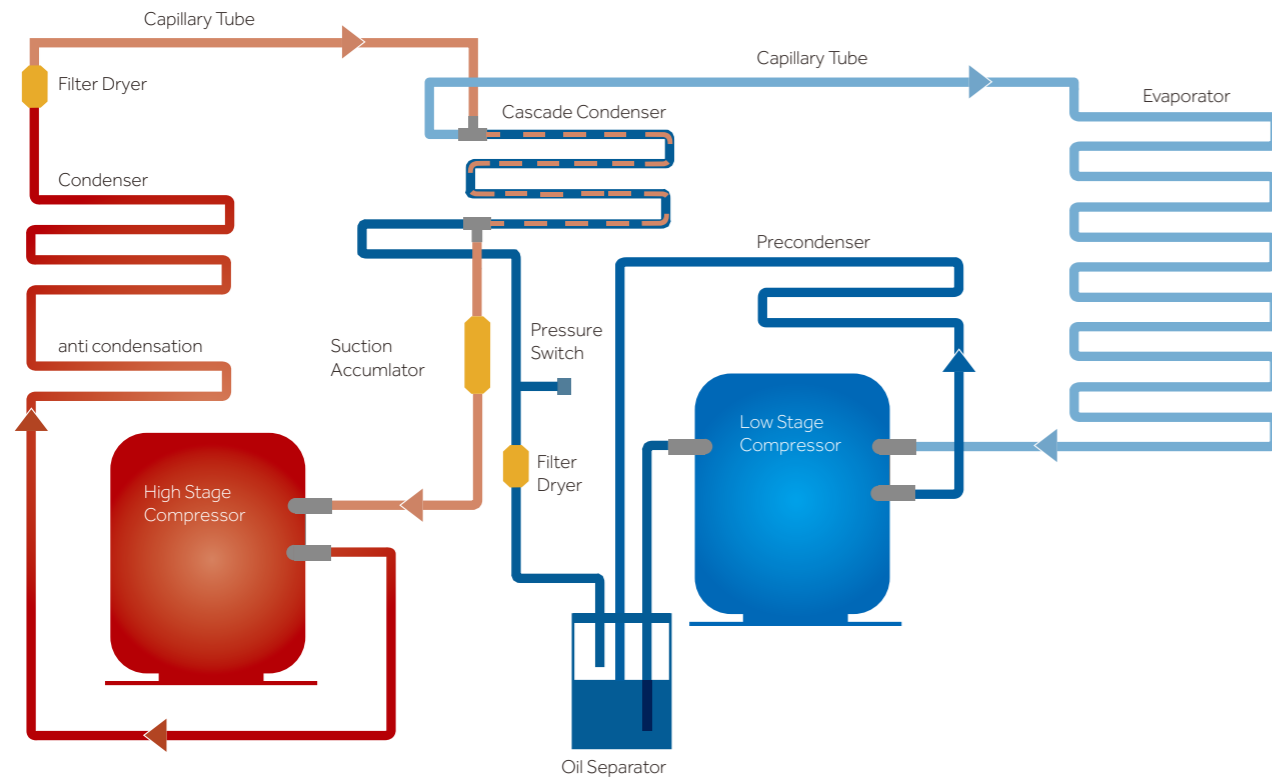 Capillary Tube
Filter Dryer
Capillary Tube
Evaporator
Cascade Condenser
Condenser
Precondenser
anti condensation
Suction
Accumlator
Pressure
Switch
Low Stage
Compressor
Filter
Dryer
High Stage
Compressor
Oil Separator